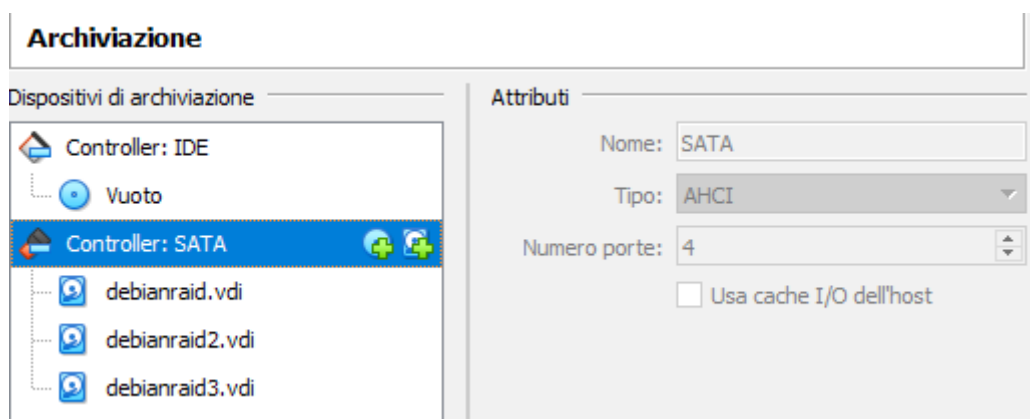 Archiviazione
Dispositivi di archiviazione
Controller: IDE
Vuoto
Controller: SATA
debianraid.vdi
debianraid2.vdi
debianraid3.vdi
Attributi
Nome: SATA
Tipo: AHCI
Numero porte: 4
Usa cache I/O dell'host